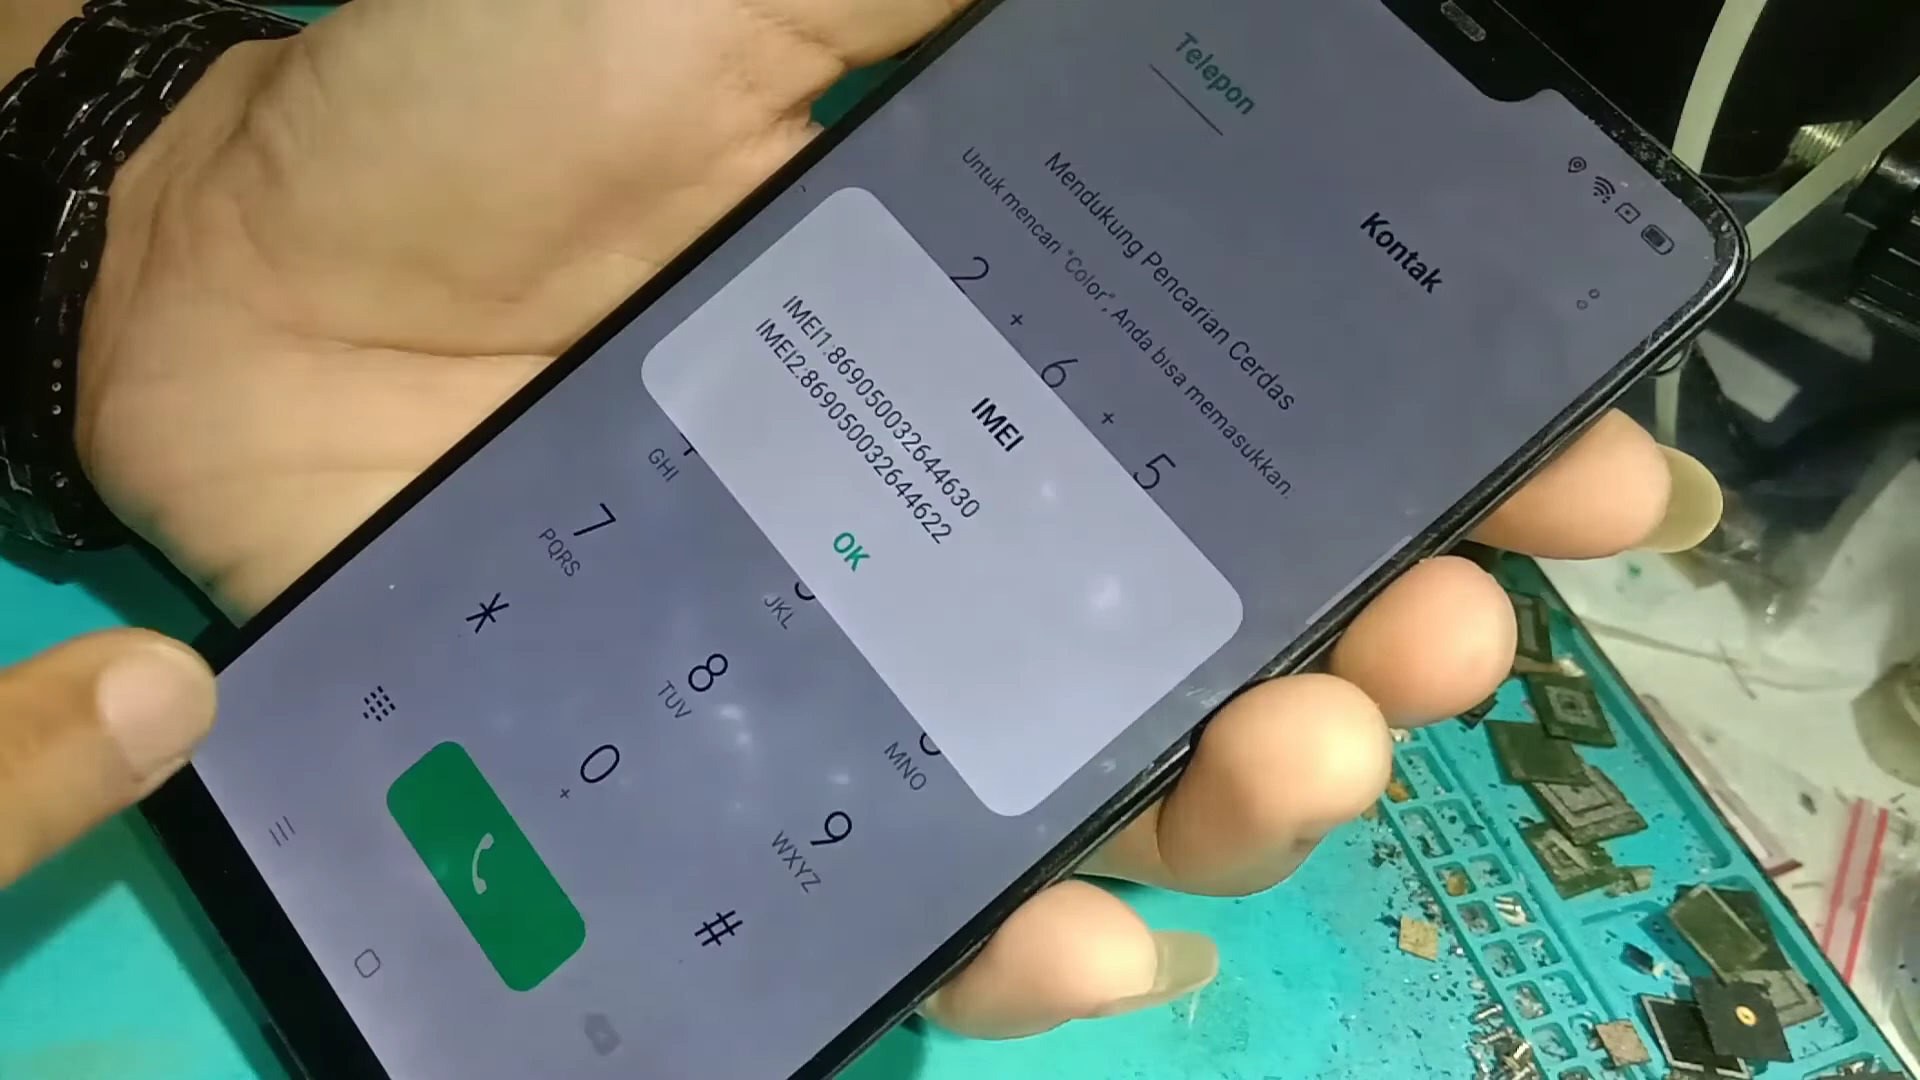 Telepon
Kontak
Mendukung Pencarian Cerdas
Untuk mencari "Color", Anda bisa memasukkan:
2 + 6 + 5
IMEI
IMEI1:869050032644630
IMEI2:869050032644622
OK
GHI
JKL
MNO
7
PQRS
8
TUV
9
WXYZ
*
0
+
#